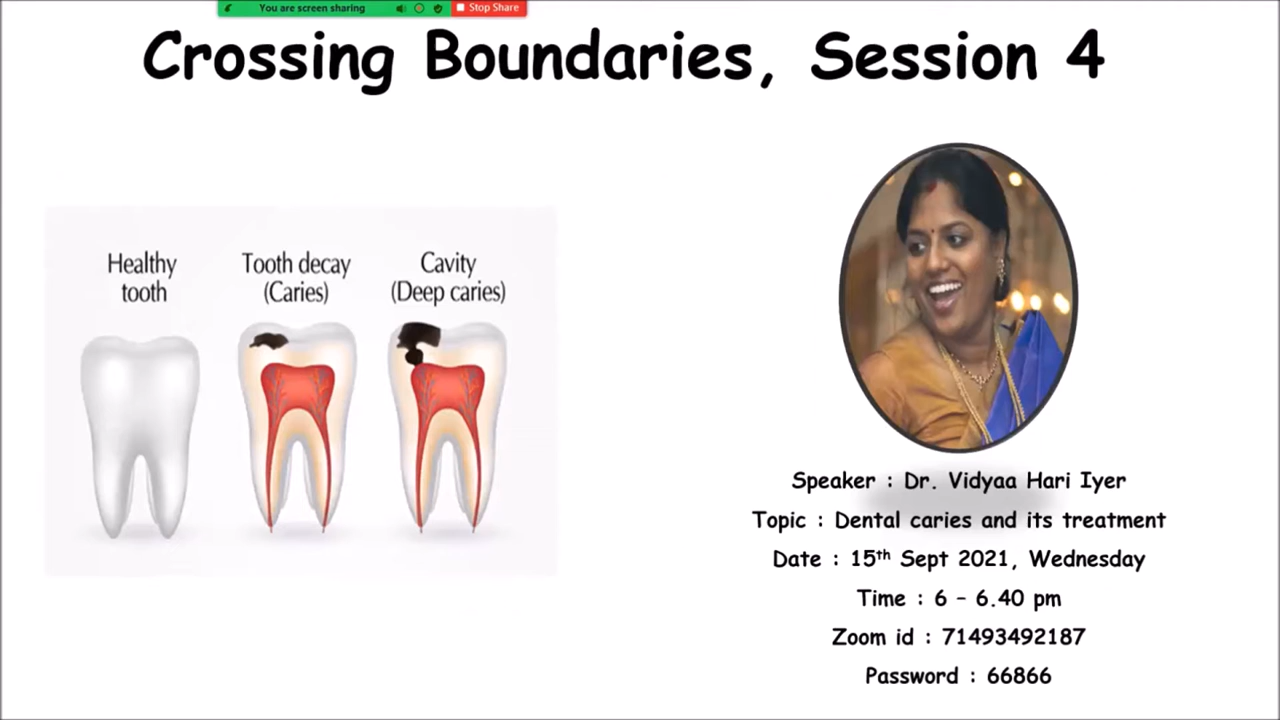 You are screen sharing
Stop Share
Crossing Boundaries, Session 4
Healthy
tooth
Tooth decay
(Caries)
Cavity
(Deep caries)
Speaker : Dr. Vidyaa Hari Iyer
Topic : Dental caries and its treatment
Date : 15th Sept 2021, Wednesday
Time : 6 – 6.40 pm
Zoom id : 71493492187
Password : 66866